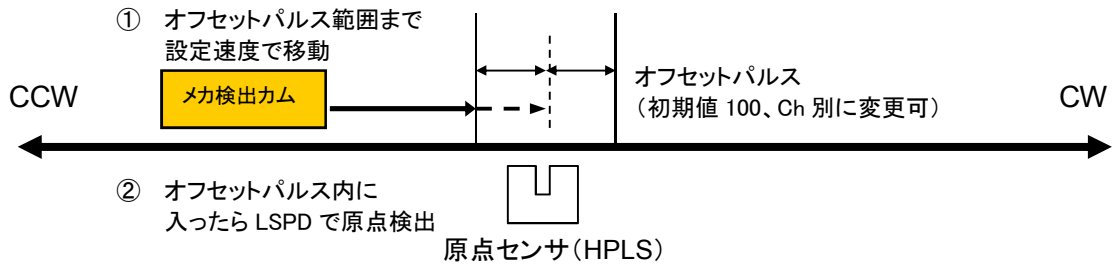 ① オフセットパルス範囲まで
設定速度で移動
CCW
メカ検出カム
オフセットパルス
（初期値 100、Ch 別に変更可）
CW
② オフセットパルス内に
入ったら LSPD で原点検出
原点センサ（HPLS）